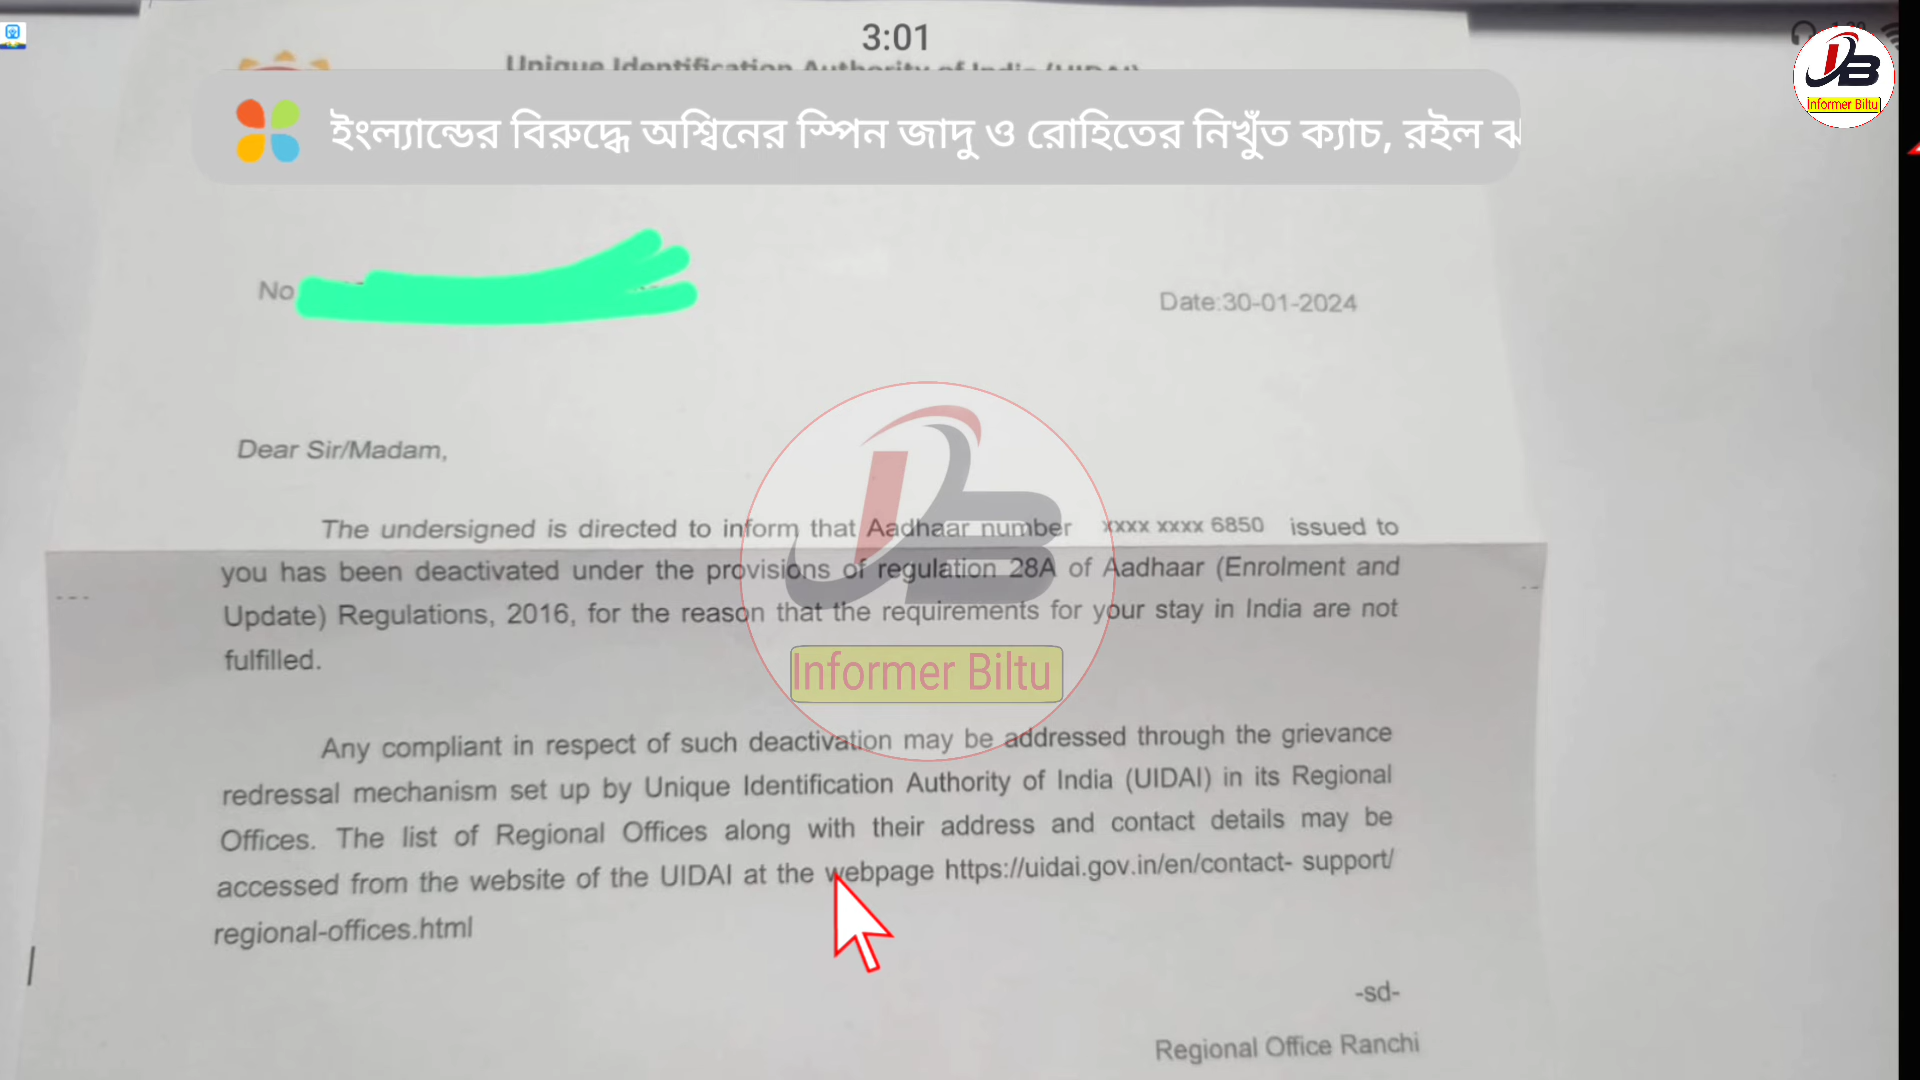 3:01
Unique Identification Authority of India (UIDAI)
Informer Biltu
ইংল্যান্ডের বিরুদ্ধে অশ্বিনের স্পিন জাদু ও রোহিতের নিখুঁত ক্যাচ, রইল
No
Date:30-01-2024
Dear Sir/Madam,
The undersigned is directed to inform that Aadhaar number xxxx xxxx 6850 issued to
you has been deactivated under the provisions of regulation 28A of Aadhaar (Enrolment and
Update) Regulations, 2016, for the reason that the requirements for your stay in India are not
fulfilled.
Informer Biltu
Any compliant in respect of such deactivation may be addressed through the grievance
redressal mechanism set up by Unique Identification Authority of India (UIDAI) in its Regional
Offices. The list of Regional Offices along with their address and contact details may be
accessed from the website of the UIDAI at the webpage https://uidai.gov.in/en/contact- support/
regional-offices.html
-sd-
Regional Office Ranchi